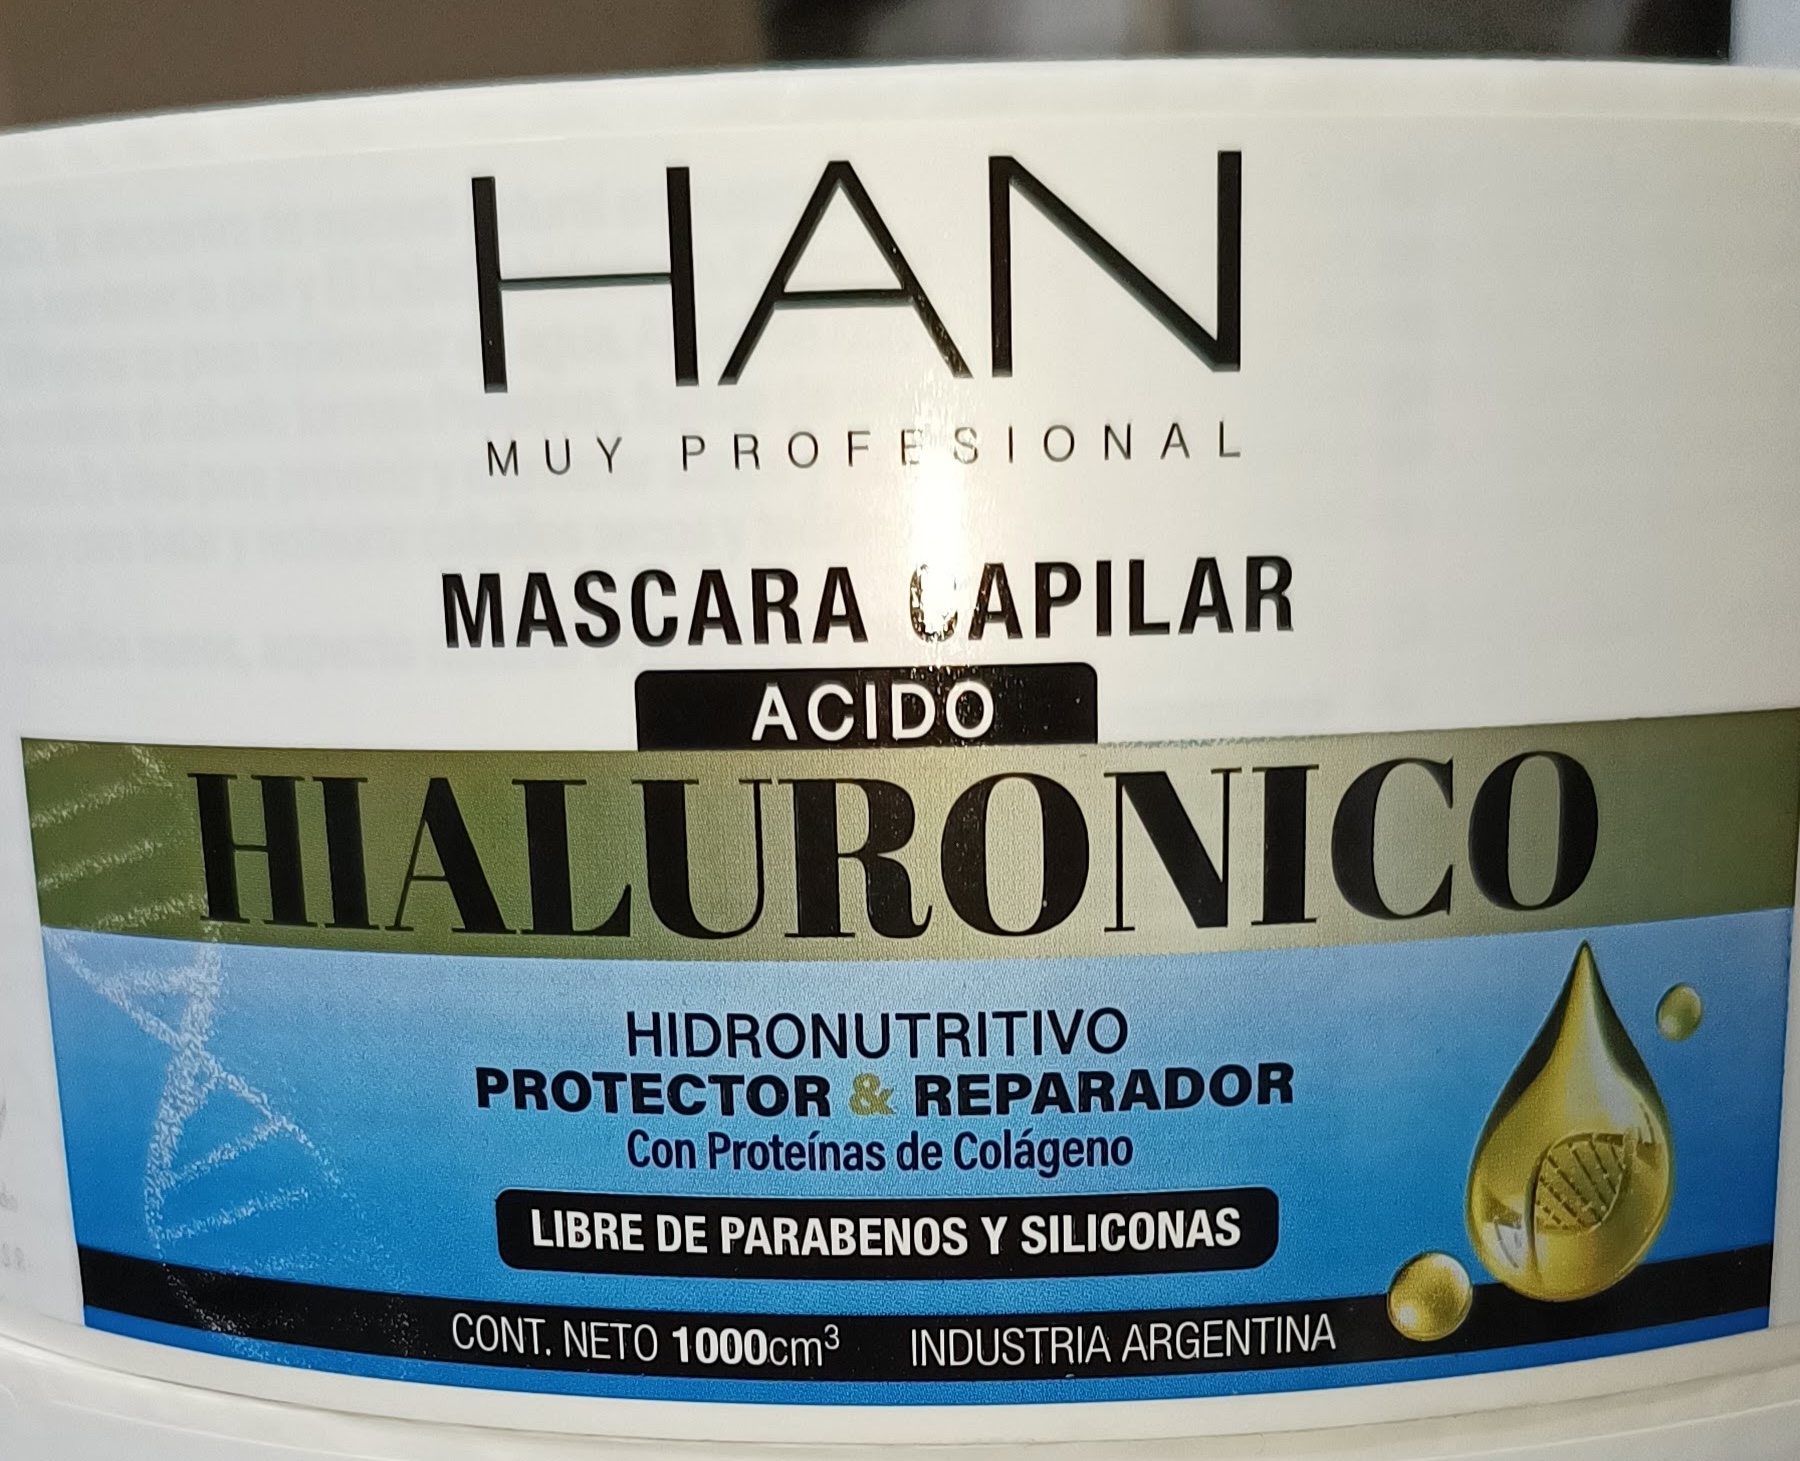 HAN
MUY PROFESIONAL
MASCARA CAPILAR
ACIDO
HIALURONICO
HIDRONUTRITIVO
PROTECTOR & REPARADOR
Con Proteínas de Colágeno
LIBRE DE PARABENOS Y SILICONAS
CONT. NETO 1000cm³ INDUSTRIA ARGENTINA